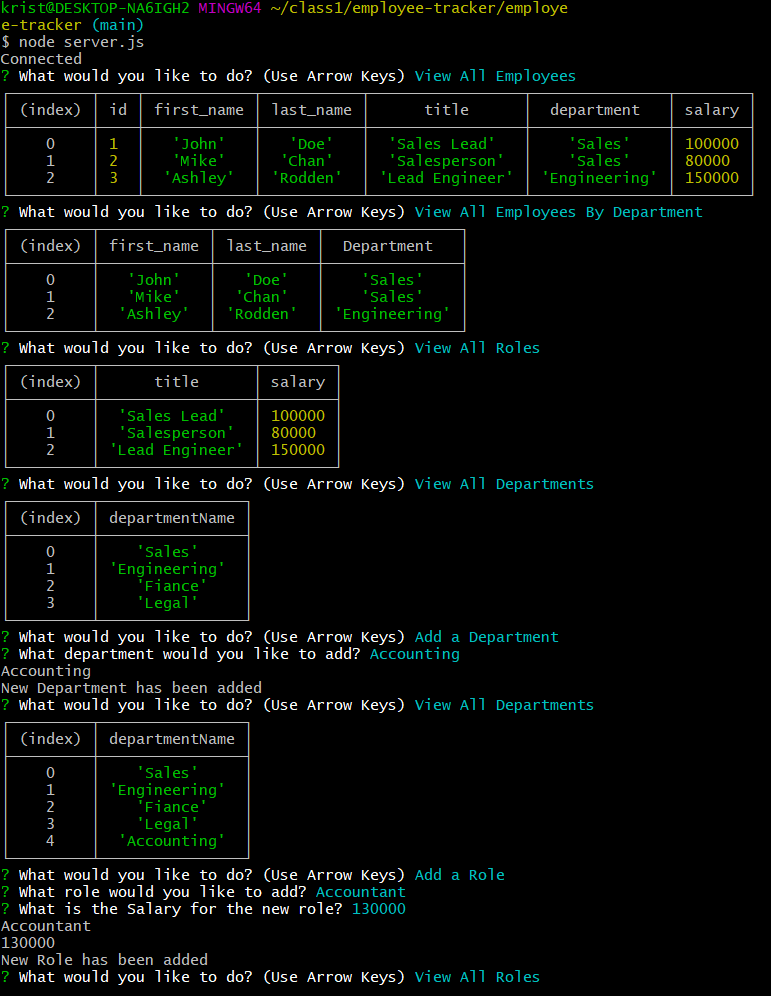 krist@DESKTOP-NA6IGH2 MINGW64 ~/class1/employee-tracker/employe
e-tracker (main)
$ node server.js
Connected
? What would you like to do? (Use Arrow Keys) View All Employees
(index) id first_name last_name title department salary
0 1 'John' 'Doe' 'Sales Lead' 'Sales' 100000
1 2 'Mike' 'Chan' 'Salesperson' 'Sales' 80000
2 3 'Ashley' 'Rodden' 'Lead Engineer' 'Engineering' 150000
? What would you like to do? (Use Arrow Keys) View All Employees By Department
(index) first_name last_name Department
0 'John' 'Doe' 'Sales'
1 'Mike' 'Chan' 'Sales'
2 'Ashley' 'Rodden' 'Engineering'
? What would you like to do? (Use Arrow Keys) View All Roles
(index) title salary
0 'Sales Lead' 100000
1 'Salesperson' 80000
2 'Lead Engineer' 150000
? What would you like to do? (Use Arrow Keys) View All Departments
(index) departmentName
0 'Sales'
1 'Engineering'
2 'Fiance'
3 'Legal'
? What would you like to do? (Use Arrow Keys) Add a Department
? What department would you like to add? Accounting
Accounting
New Department has been added
? What would you like to do? (Use Arrow Keys) View All Departments
(index) departmentName
0 'Sales'
1 'Engineering'
2 'Fiance'
3 'Legal'
4 'Accounting'
? What would you like to do? (Use Arrow Keys) Add a Role
? What role would you like to add? Accountant
? What is the Salary for the new role? 130000
Accountant
130000
New Role has been added
? What would you like to do? (Use Arrow Keys) View All Roles